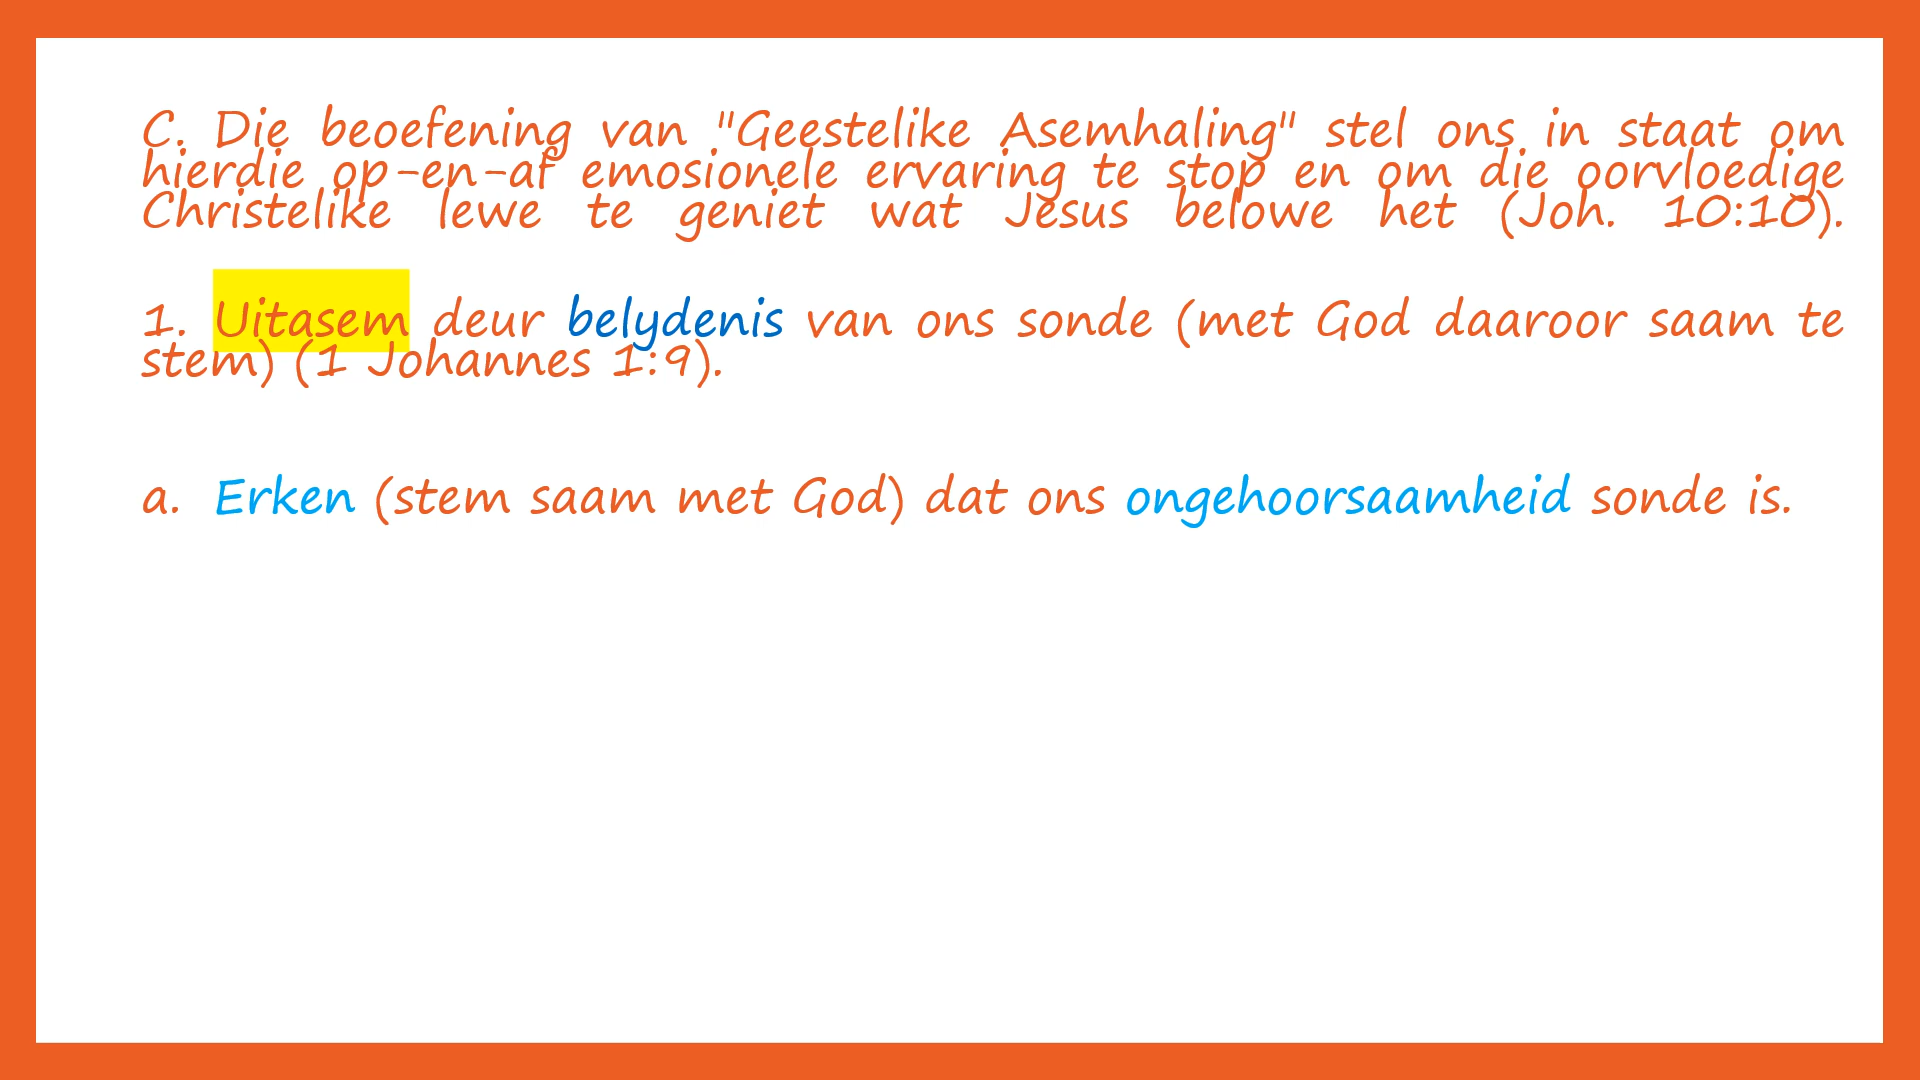 C. Die beoefening van "Geestelike Asemhaling" stel ons in staat om
hierdie op-en-af emosionele ervaring te stop en om die oorvloedige
Christelike lewe te geniet wat Jesus belowe het (Joh. 10:10).
1. Uitasem deur belydenis van ons sonde (met God daaroor saam te
stem) (1 Johannes 1:9).
a. Erken (stem saam met God) dat ons ongehoorsaamheid sonde is.